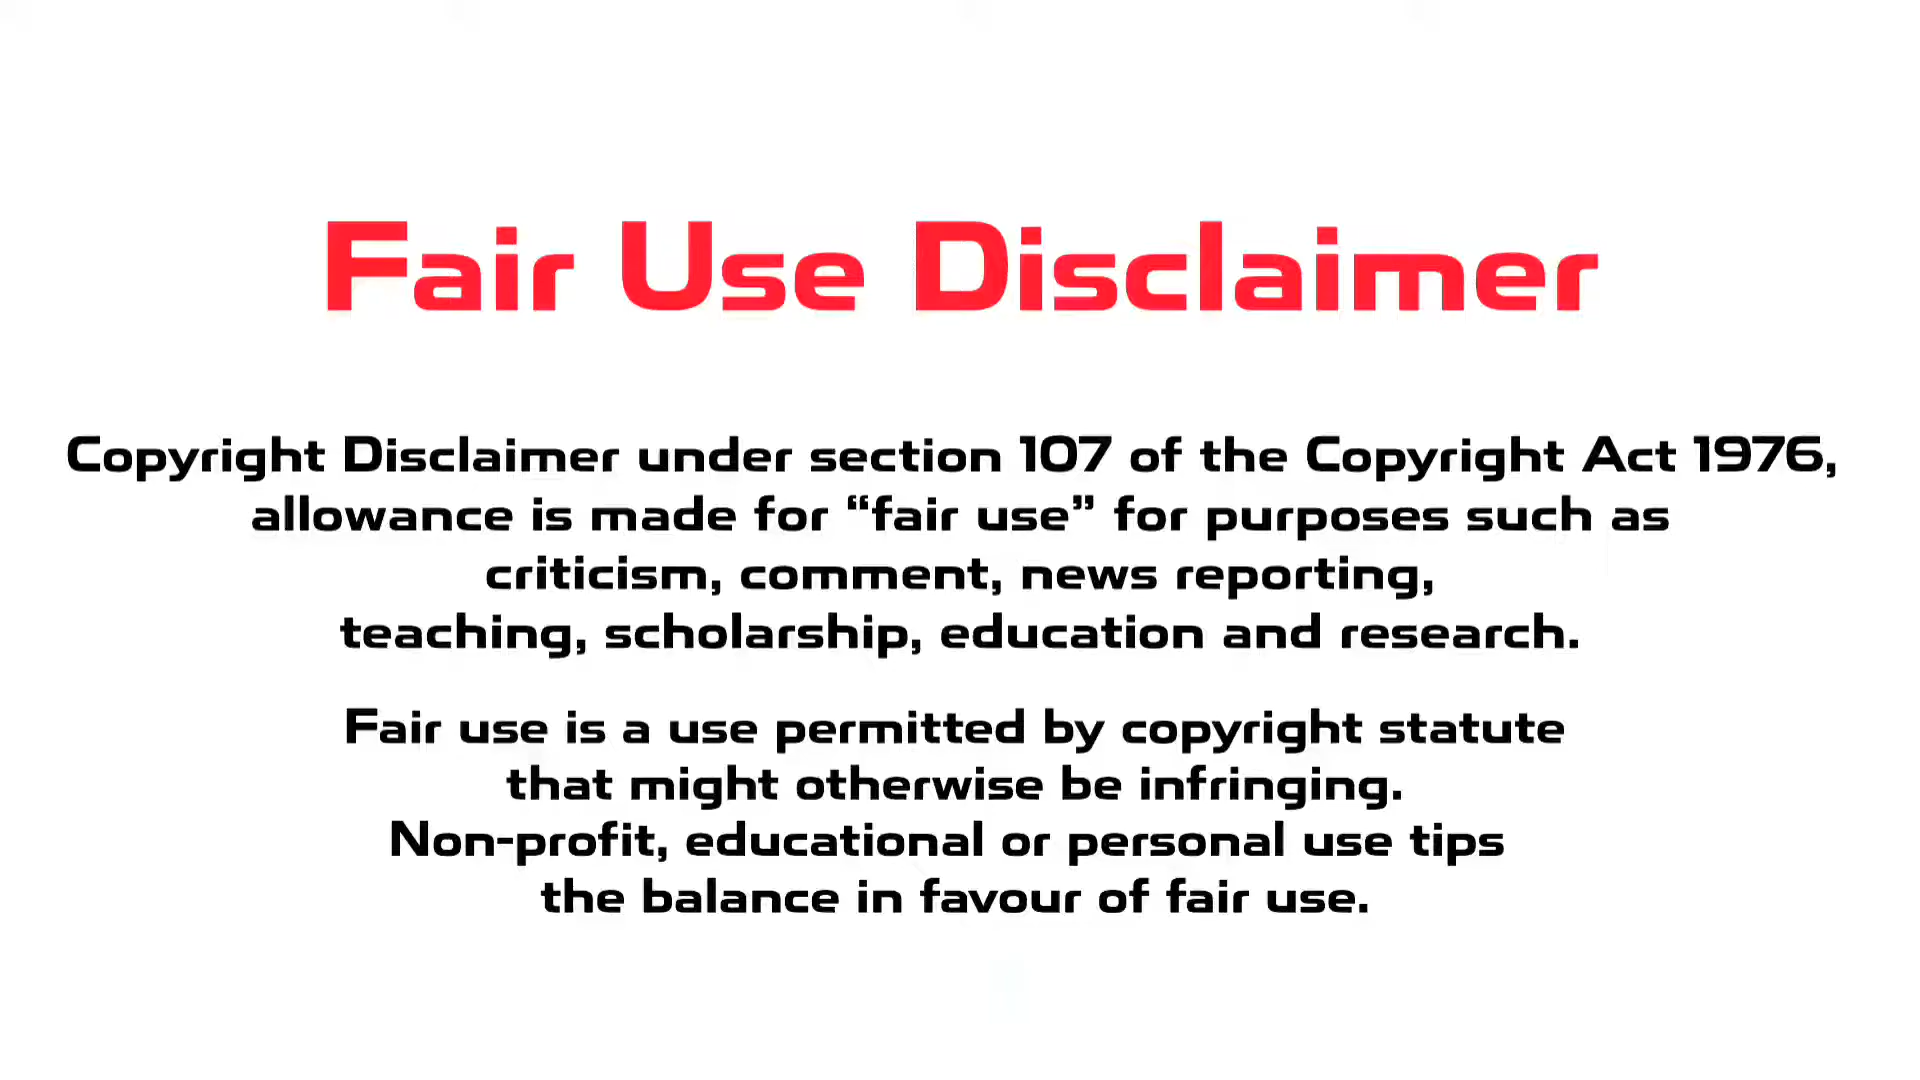 Fair Use Disclaimer
Copyright Disclaimer under section 107 of the Copyright Act 1976,
allowance is made for “fair use” for purposes such as
criticism, comment, news reporting,
teaching, scholarship, education and research.
Fair use is a use permitted by copyright statute
that might otherwise be infringing.
Non-profit, educational or personal use tips
the balance in favour of fair use.